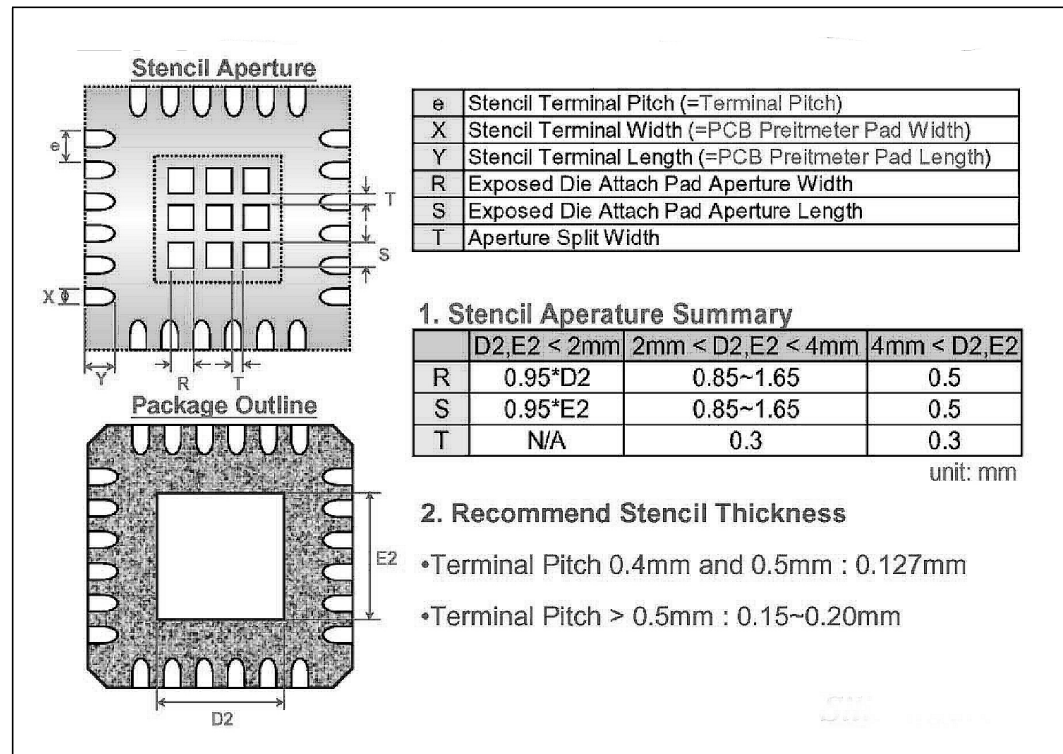 Stencil Aperture
e
T
S
X
Y
R
T
Package Outline
E2
D2
e Stencil Terminal Pitch (=Terminal Pitch)
X Stencil Terminal Width (=PCB Preitmeter Pad Width)
Y Stencil Terminal Length (=PCB Preitmeter Pad Length)
R Exposed Die Attach Pad Aperture Width
S Exposed Die Attach Pad Aperture Length
T Aperture Split Width
1. Stencil Aperature Summary
D2,E2 < 2mm 2mm < D2,E2 < 4mm 4mm < D2,E2
R 0.95*D2 0.85~1.65 0.5
S 0.95*E2 0.85~1.65 0.5
T N/A 0.3 0.3
unit: mm
2. Recommend Stencil Thickness
•Terminal Pitch 0.4mm and 0.5mm : 0.127mm
•Terminal Pitch > 0.5mm : 0.15~0.20mm